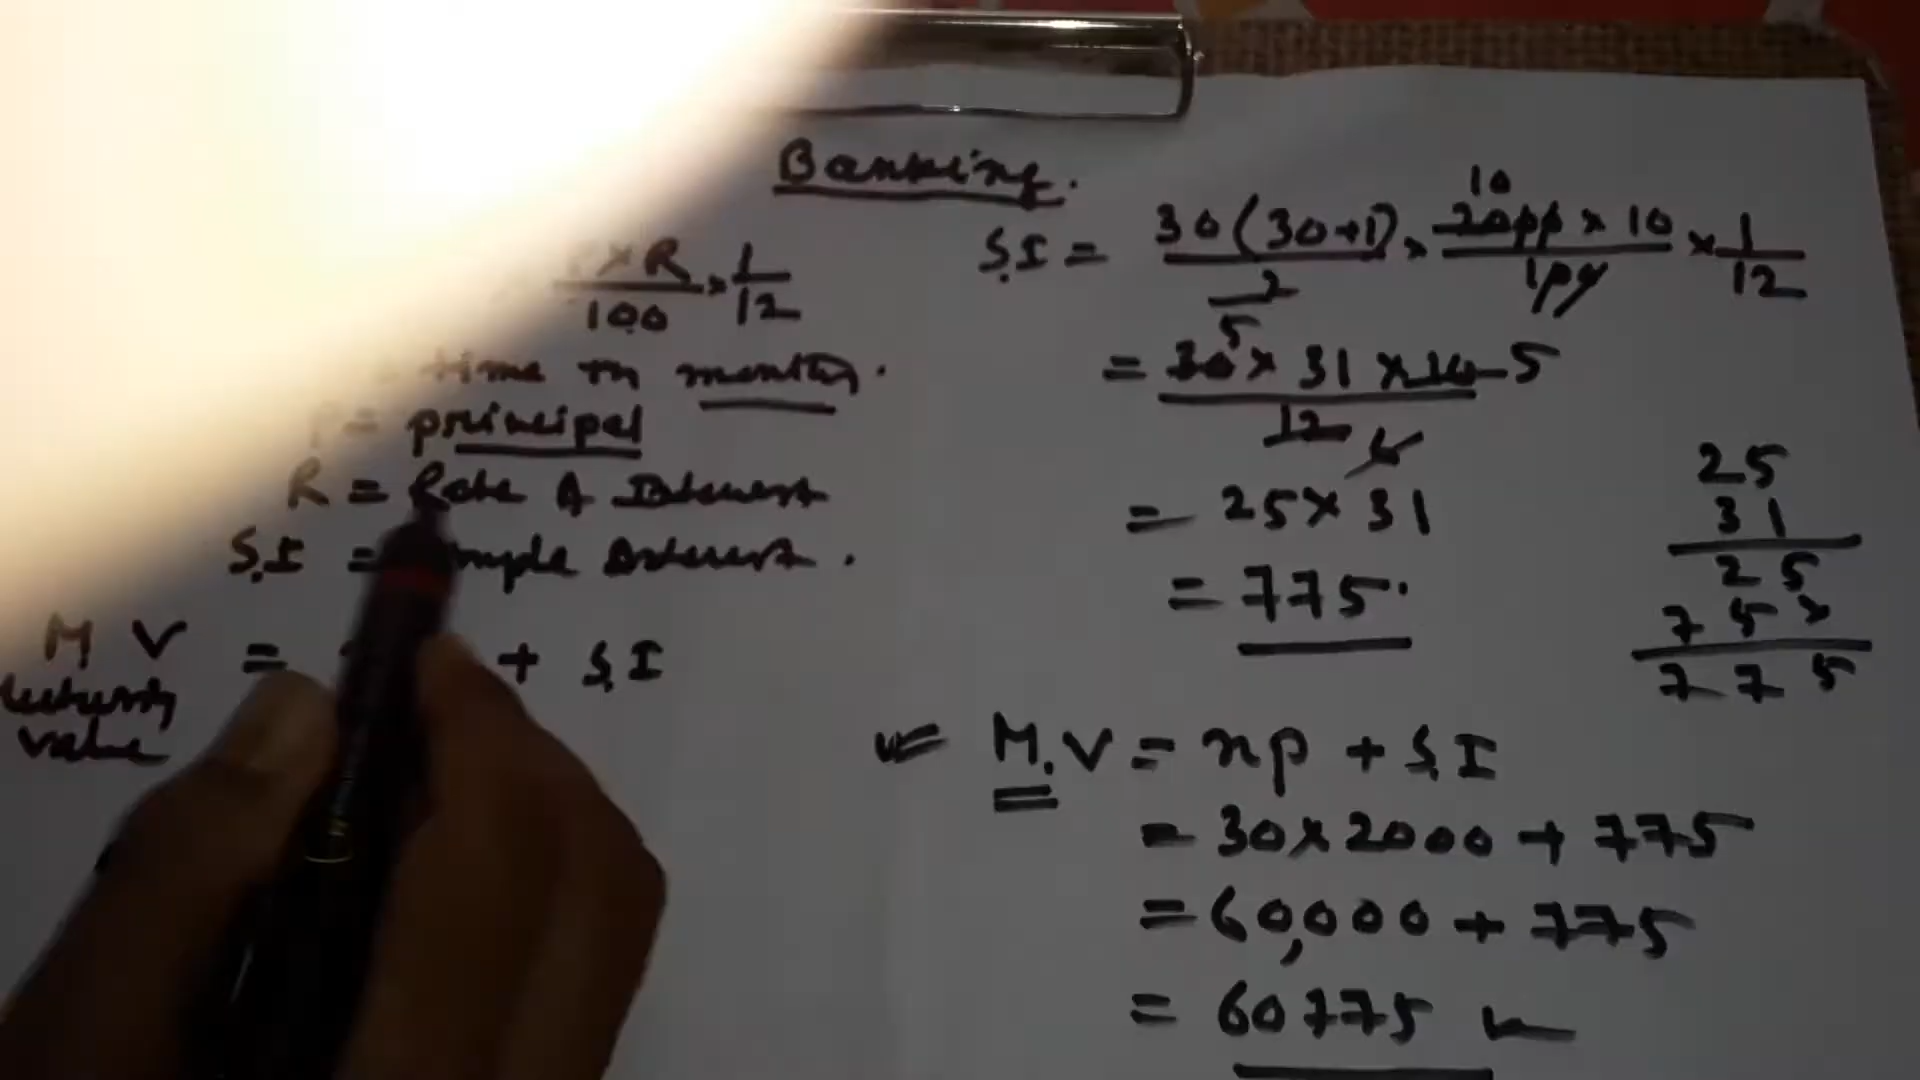 Banking.
×R/100 × 1/12
= time in months.
P = principal
R = Rate of Interest
S.I = Simple Interest.
M V = + S.I
value
S.I = 30(30+1)/2 × 2000 × 10/100 × 1/12
10
5
= 30 × 31 × 10 5
12 6
= 25 × 31
= 775.
25
31
25
75×
775
M.V = np + S.I
= 30×2000 + 775
= 60,000 + 775
= 60775